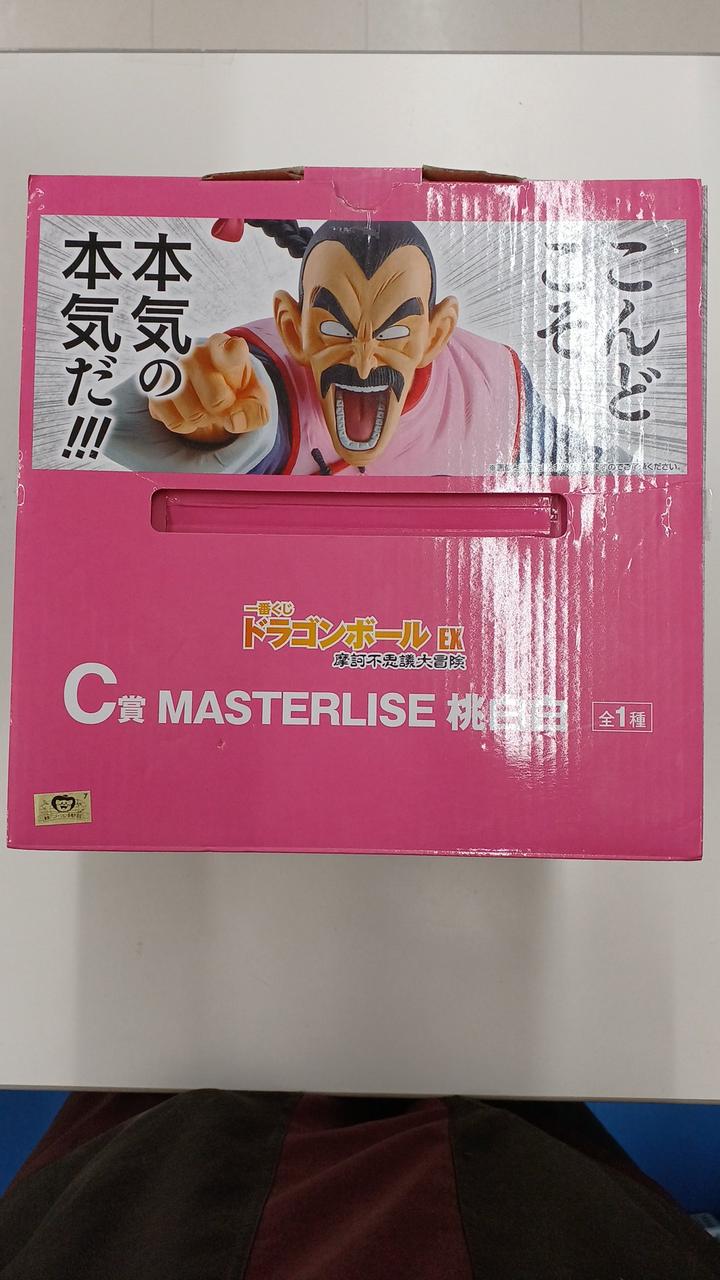 こんど
こそ
本気の
本気だ!!!
一番くじ
ドラゴンボール EX
摩訶不思議大冒険
C賞 MASTERLISE 桃白白 全1種